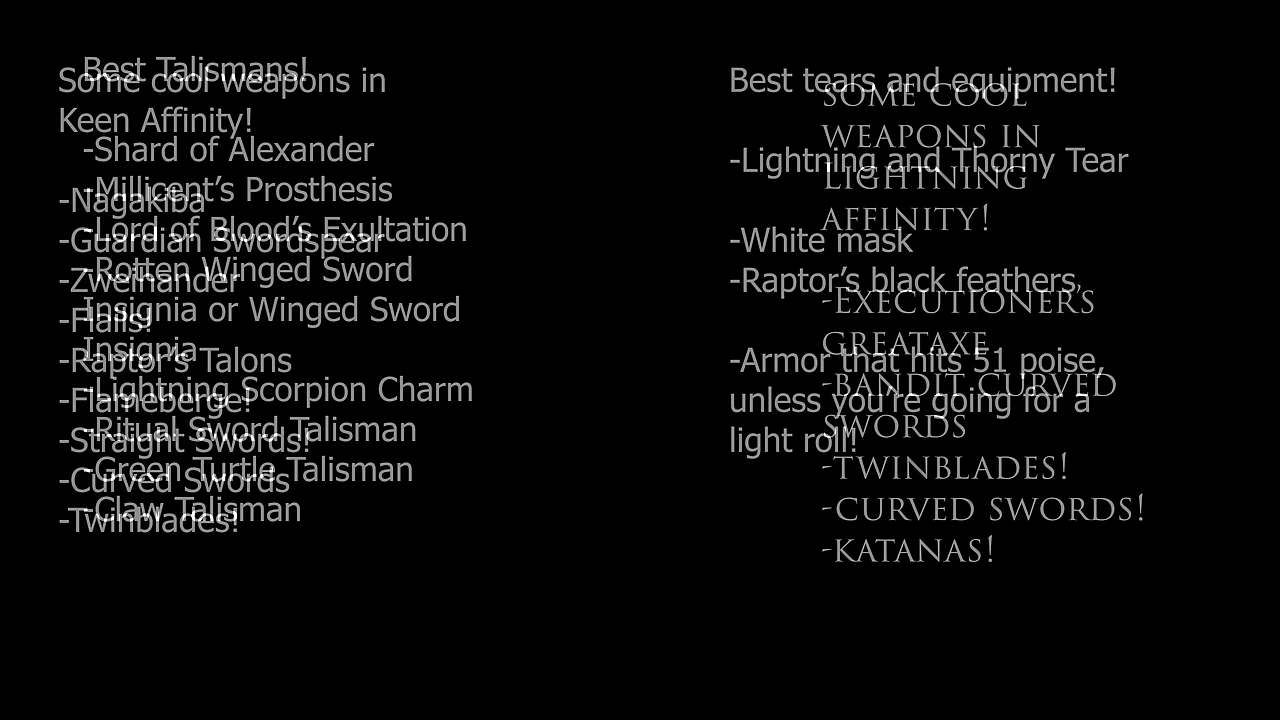 Best Talismans!
-Shard of Alexander
-Millicent's Prosthesis
-Lord of Blood's Exultation
-Rotten Winged Sword
Insignia or Winged Sword
Insignia
-Lightning Scorpion Charm
-Ritual Sword Talisman
-Green Turtle Talisman
-Claw Talisman
Some cool weapons in
Keen Affinity!
-Nagakiba
-Guardian Swordspear
-Zweihander
-Flails!
-Raptor's Talons
-Flameberge!
-Straight Swords!
-Curved Swords
-Twinblades!
Best tears and equipment!
-Lightning and Thorny Tear
-White mask
-Raptor's black feathers
-Armor that hits 51 poise,
unless you're going for a
light roll!
SOME COOL
WEAPONS IN
LIGHTNING
AFFINITY!
-EXECUTIONER'S
GREATAXE
-BANDIT CURVED
SWORDS
-TWINBLADES!
-CURVED SWORDS!
-KATANAS!